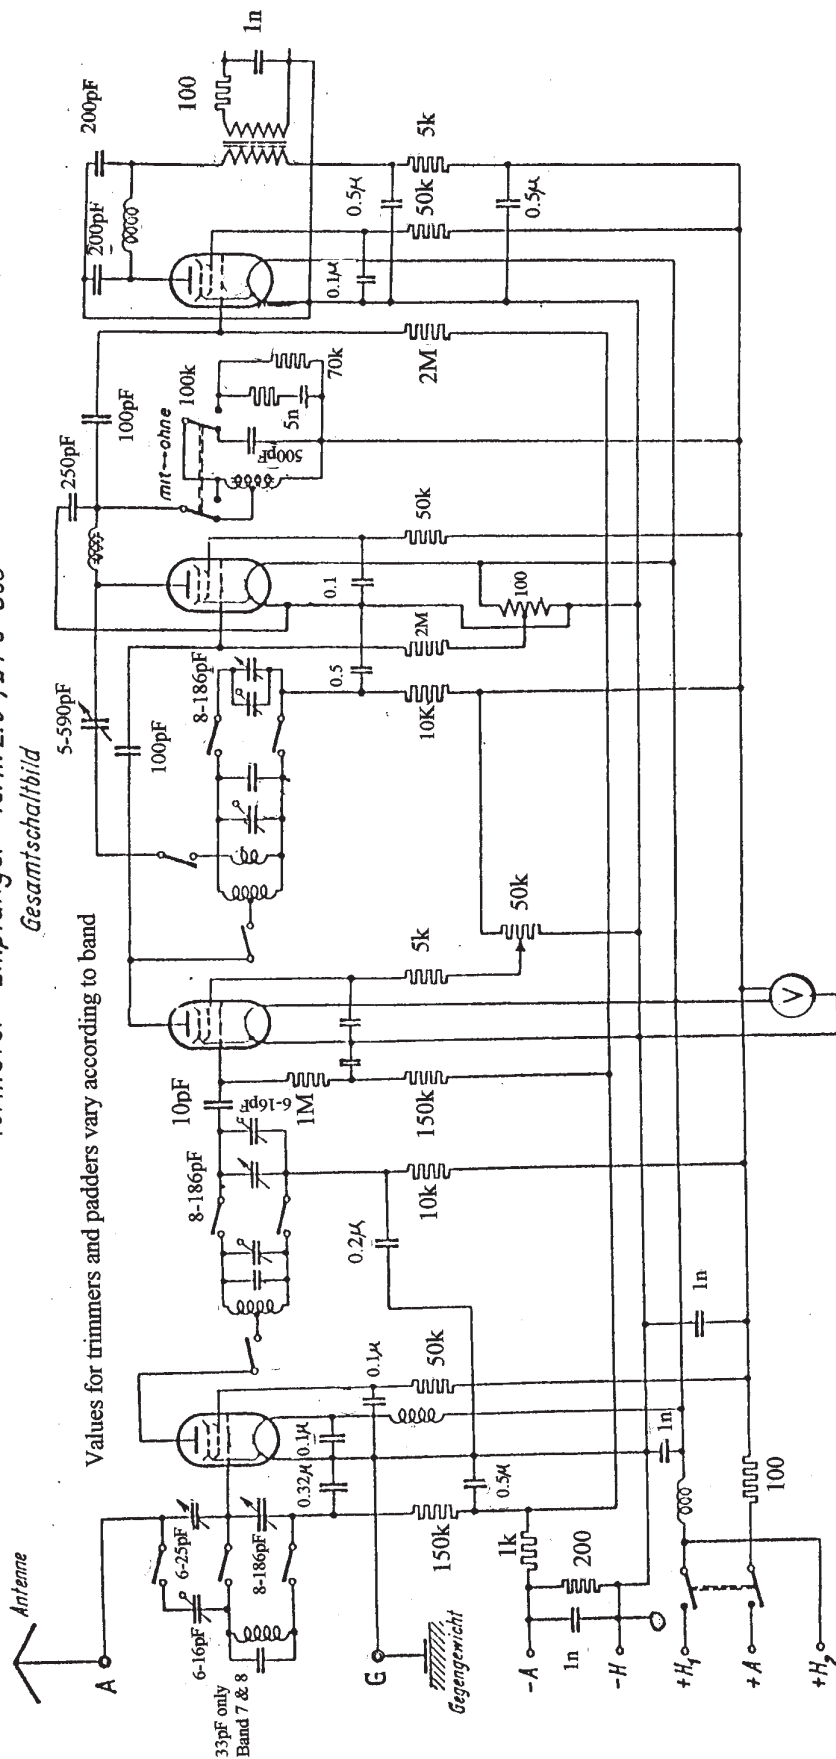 Gesamtschaltbild
Values for trimmers and padders vary according to band
Antenne
A
6-16pF
6-25pF
8-186pF
33pF only
Band 7 & 8
0.32µ
0.1µ
0.1µ
150k
50k
0.5µ
0.2µ
10k
8-186pF
10pF
6-16pF
1M
150k
5k
50k
5-590pF
100pF
8-186pF
0.5
0.1
10K
2M
100
50k
250pF
100pF
mit-ohne
100k
500pF
5n
70k
2M
200pF
200pF
0.1µ
0.5µ
50k
5k
0.5µ
100
1n
G
Gegengewicht
-A
1k
1n
200
-H
+H1
1n
1n
+A
100
+H2
V